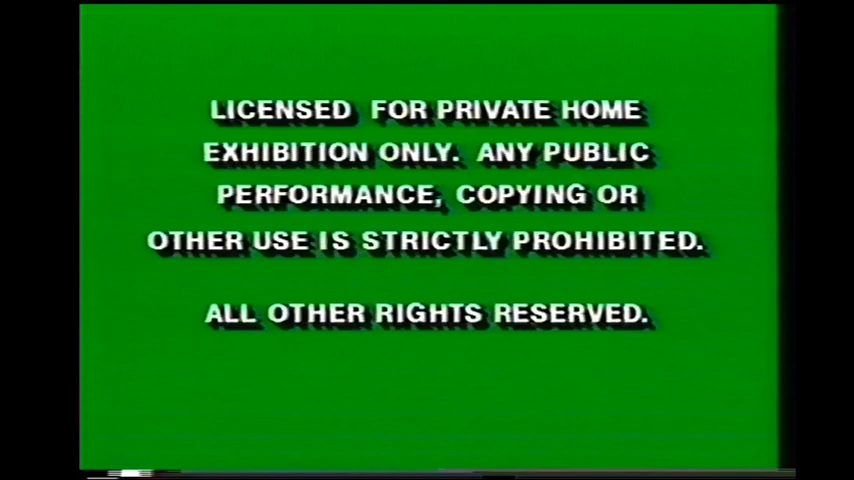 LICENSED FOR PRIVATE HOME
EXHIBITION ONLY. ANY PUBLIC
PERFORMANCE, COPYING OR
OTHER USE IS STRICTLY PROHIBITED.
ALL OTHER RIGHTS RESERVED.